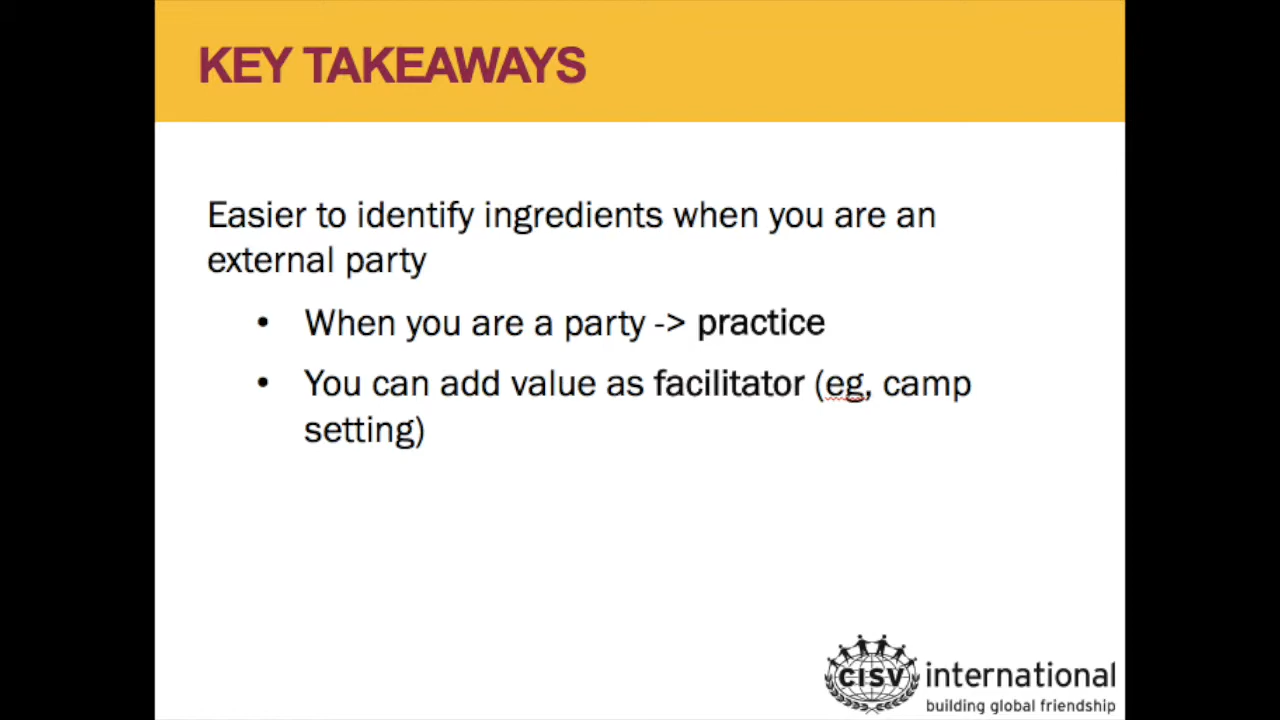 KEY TAKEAWAYS
Easier to identify ingredients when you are an
external party
• When you are a party -> practice
• You can add value as facilitator (eg, camp
setting)
CISV
international
building global friendship